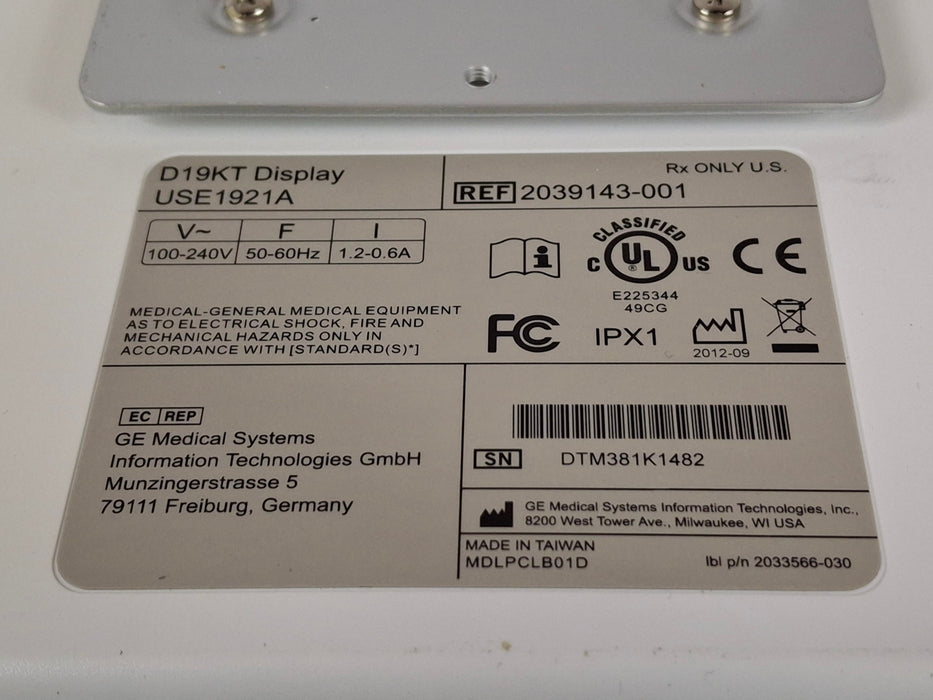 D19KT Display
USE1921A
Rx ONLY U.S.
REF 2039143-001
V~ F I
100-240V 50-60Hz 1.2-0.6A
CLASSIFIED
C UL US
®
E225344
49CG
CE
MEDICAL-GENERAL MEDICAL EQUIPMENT
AS TO ELECTRICAL SHOCK, FIRE AND
MECHANICAL HAZARDS ONLY IN
ACCORDANCE WITH [STANDARD(S)*]
FC
IPX1
2012-09
EC REP
GE Medical Systems
Information Technologies GmbH
Munzingerstrasse 5
79111 Freiburg, Germany
SN DTM381K1482
GE Medical Systems Information Technologies, Inc.,
8200 West Tower Ave., Milwaukee, WI USA
MADE IN TAIWAN
MDLPCLB01D
lbl p/n 2033566-030